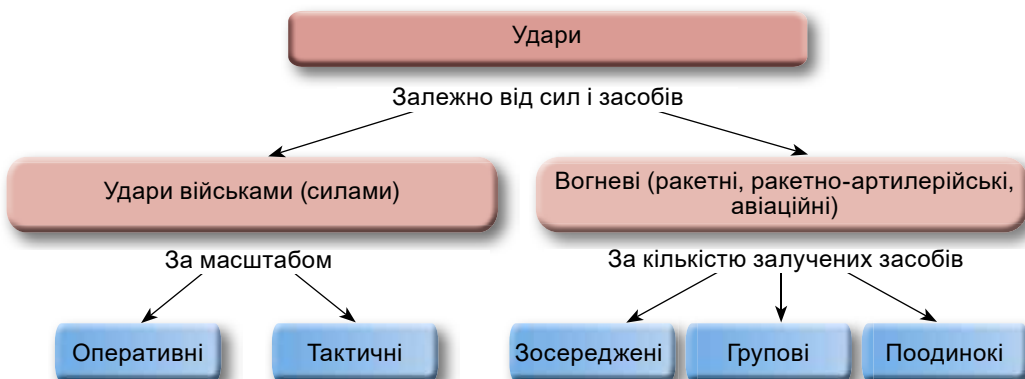 Удари
Залежно від сил і засобів
Удари військами (силами)
Вогневі (ракетні, ракетно-артилерійські,
авіаційні)
За масштабом
За кількістю залучених засобів
Оперативні
Тактичні
Зосереджені
Групові
Поодинокі